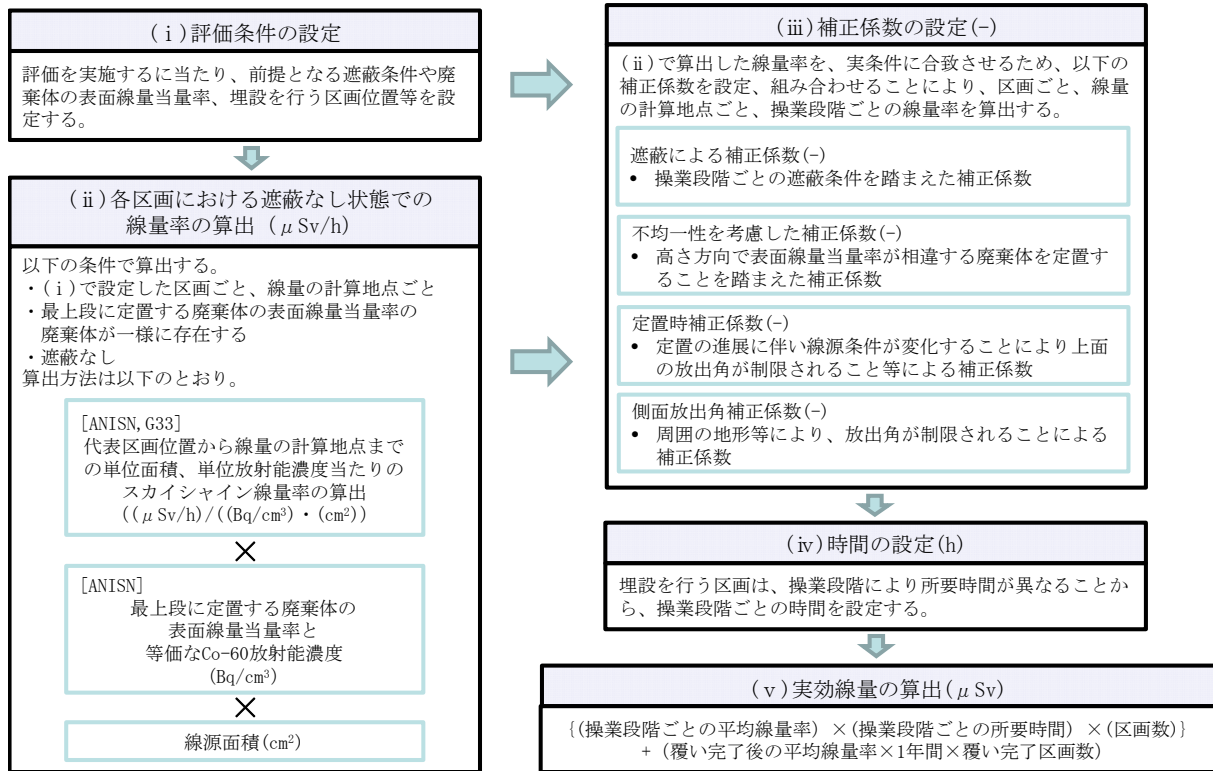 (ⅰ)評価条件の設定
評価を実施するに当たり、前提となる遮蔽条件や廃
棄体の表面線量当量率、埋設を行う区画位置等を設
定する。
(ⅱ)各区画における遮蔽なし状態での
線量率の算出 (μSv/h)
以下の条件で算出する。
・(ⅰ)で設定した区画ごと、線量の計算地点ごと
・最上段に定置する廃棄体の表面線量当量率の
廃棄体が一様に存在する
・遮蔽なし
算出方法は以下のとおり。
[ANISN,G33]
代表区画位置から線量の計算地点まで
の単位面積、単位放射能濃度当たりの
スカイシャイン線量率の算出
((μSv/h)/((Bq/cm³)・(cm²))
×
[ANISN]
最上段に定置する廃棄体の
表面線量当量率と
等価なCo-60放射能濃度
(Bq/cm³)
×
線源面積(cm²)
(ⅲ)補正係数の設定(-)
(ⅱ)で算出した線量率を、実条件に合致させるため、以下の
補正係数を設定、組み合わせることにより、区画ごと、線量
の計算地点ごと、操業段階ごとの線量率を算出する。
遮蔽による補正係数(-)
• 操業段階ごとの遮蔽条件を踏まえた補正係数
不均一性を考慮した補正係数(-)
• 高さ方向で表面線量当量率が相違する廃棄体を定置す
ることを踏まえた補正係数
定置時補正係数(-)
• 定置の進展に伴い線源条件が変化することにより上面
の放出角が制限されること等による補正係数
側面放出角補正係数(-)
• 周囲の地形等により、放出角が制限されることによる
補正係数
(ⅳ)時間の設定(h)
埋設を行う区画は、操業段階により所要時間が異なることか
ら、操業段階ごとの時間を設定する。
(ⅴ)実効線量の算出(μSv)
{(操業段階ごとの平均線量率) ×(操業段階ごとの所要時間) ×(区画数)}
+ (覆い完了後の平均線量率×1年間×覆い完了区画数)